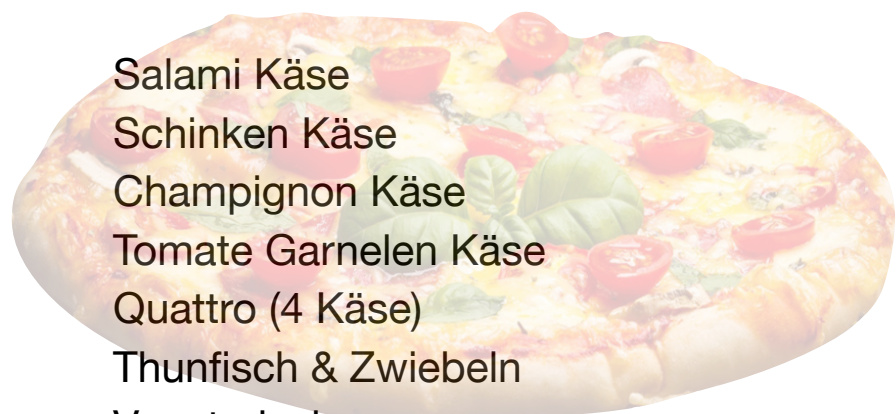 Salami Käse
Schinken Käse
Champignon Käse
Tomate Garnelen Käse
Quattro (4 Käse)
Thunfisch & Zwiebeln